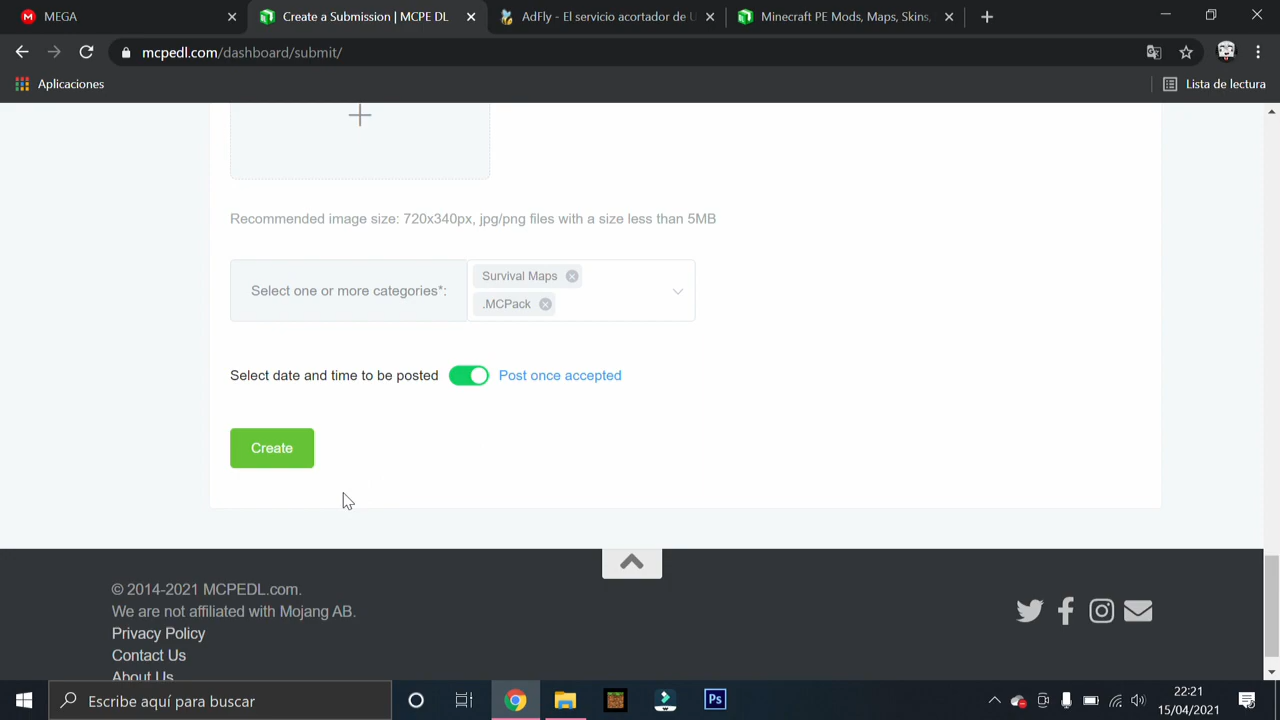 MEGA
Create a Submission | MCPE DL
AdFly - El servicio acortador de U
Minecraft PE Mods, Maps, Skins,
mcpedl.com/dashboard/submit/
Aplicaciones
Lista de lectura
Recommended image size: 720x340px, jpg/png files with a size less than 5MB
Select one or more categories*:
Survival Maps
.MCPack
Select date and time to be posted
Post once accepted
Create
© 2014-2021 MCPEDL.com.
We are not affiliated with Mojang AB.
Privacy Policy
Contact Us
About Us
Escribe aquí para buscar
Ps
22:21
15/04/2021